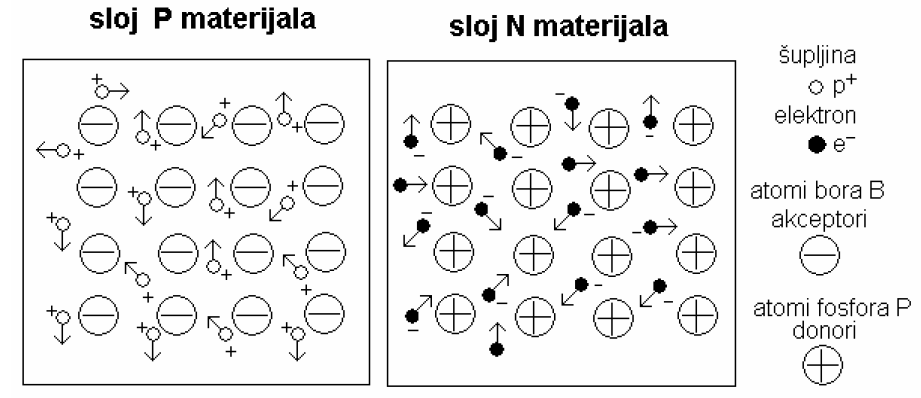 sloj P materijala
sloj N materijala
šupljina
p+
elektron
e−
atomi bora B
akceptori
atomi fosfora P
donori